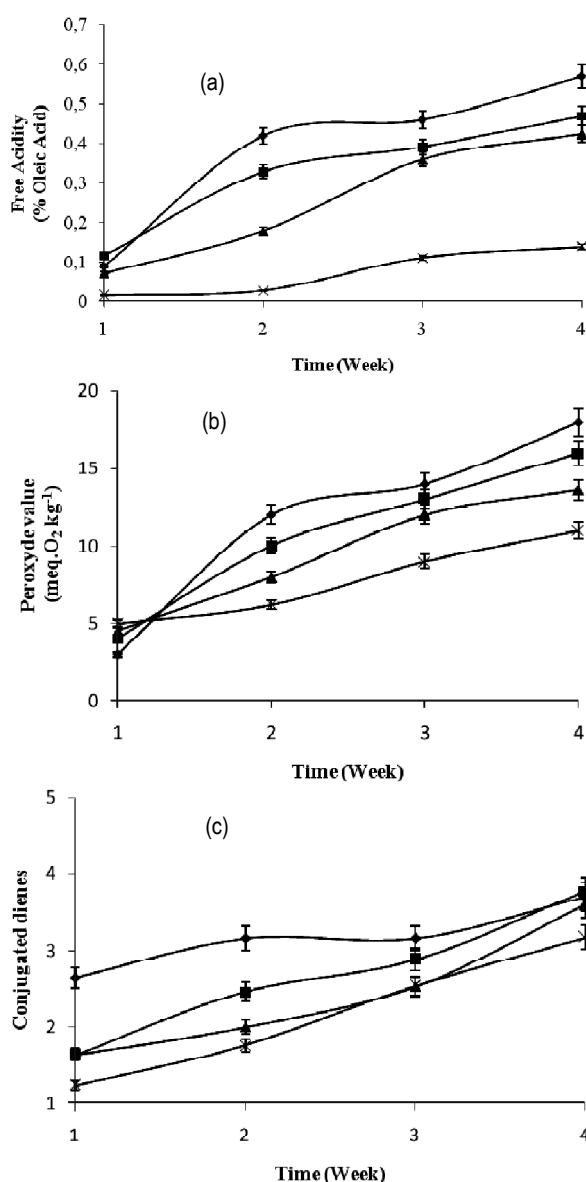 0,7
0,6
0,5
0,4
0,3
0,2
0,1
0
(a)
Free Acidity
(% Oleic Acid)
1 2 3 4
Time (Week)
20
15
10
5
0
(b)
Peroxyde value
(meq.O₂ kg⁻¹)
1 2 3 4
Time (Week)
5
4
3
2
1
(c)
Conjugated dienes
1 2 3 4
Time (Week)